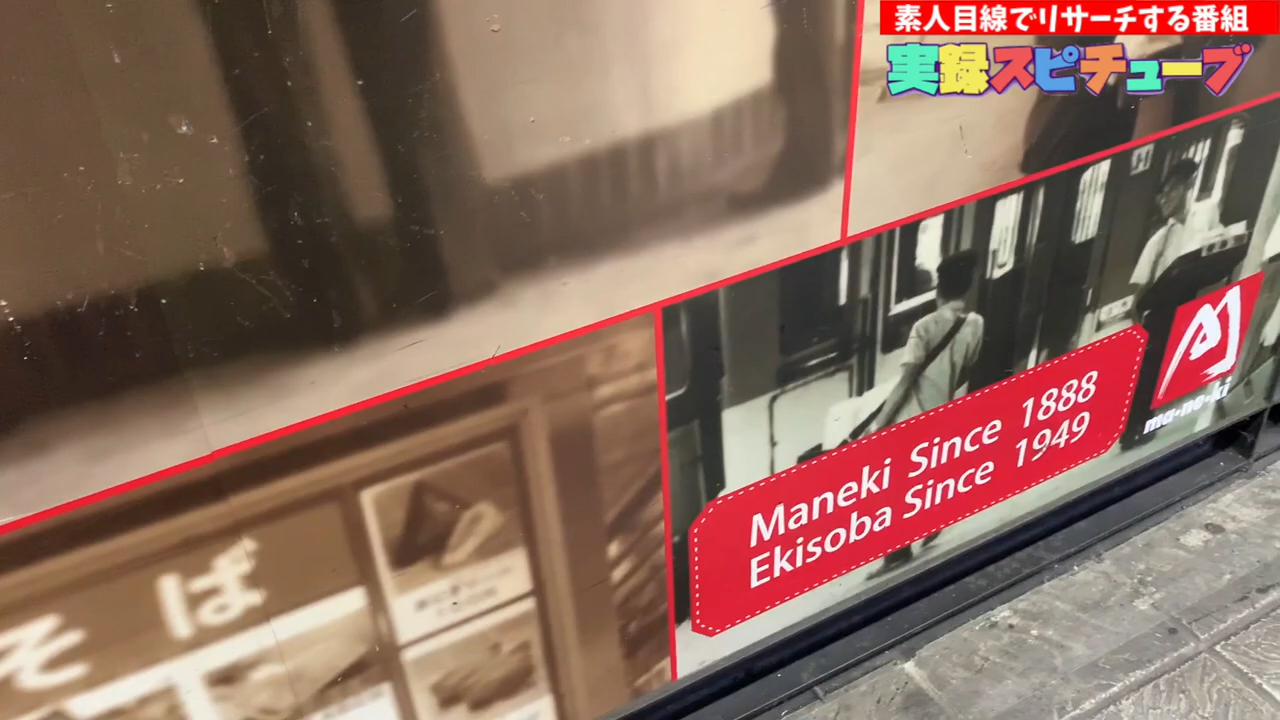 素人目線でリサーチする番組
実録スピチューブ
Maneki Since 1888
Ekisoba Since 1949
ma・ne・ki
そば